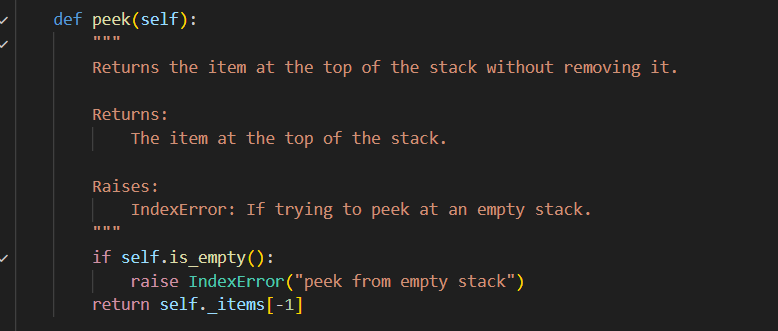 def peek(self):
"""
Returns the item at the top of the stack without removing it.
Returns:
The item at the top of the stack.
Raises:
IndexError: If trying to peek at an empty stack.
"""
if self.is_empty():
raise IndexError("peek from empty stack")
return self._items[-1]